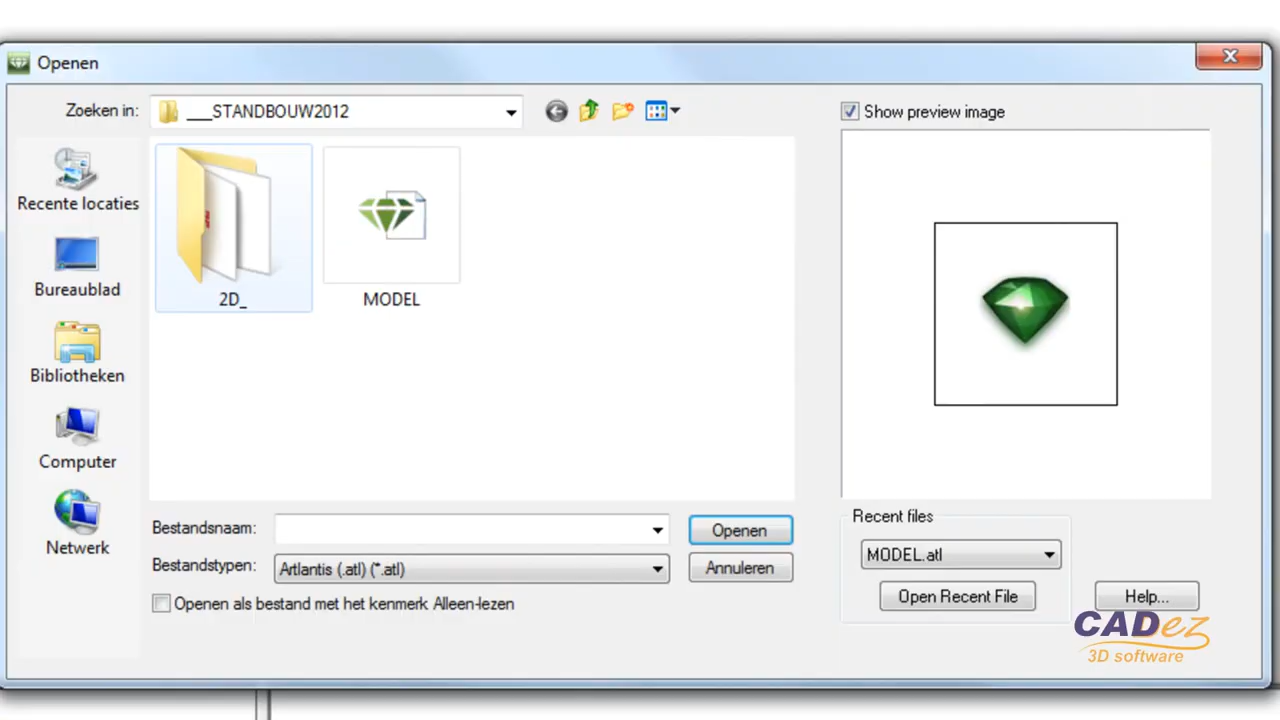 Openen
Zoeken in:
___STANDBOUW2012
Show preview image
Recente locaties
Bureaublad
Bibliotheken
Computer
Netwerk
2D_
MODEL
Bestandsnaam:
Openen
Bestandstypen:
Artlantis (.atl) (*.atl)
Annuleren
Openen als bestand met het kenmerk Alleen-lezen
Recent files
MODEL.atl
Open Recent File
Help...
CADez
3D software